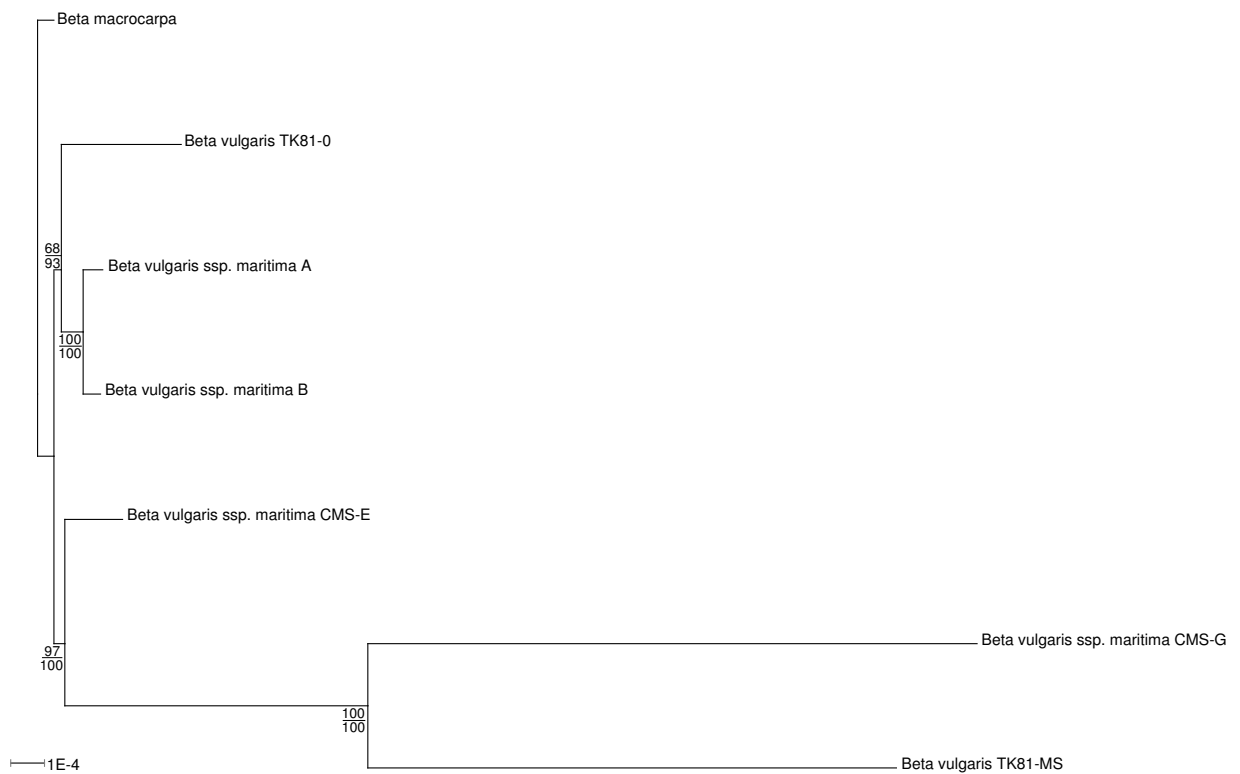 Beta macrocarpa
Beta vulgaris TK81-0
68
93
Beta vulgaris ssp. maritima A
100
100
Beta vulgaris ssp. maritima B
Beta vulgaris ssp. maritima CMS-E
Beta vulgaris ssp. maritima CMS-G
97
100
100
100
Beta vulgaris TK81-MS
1E-4